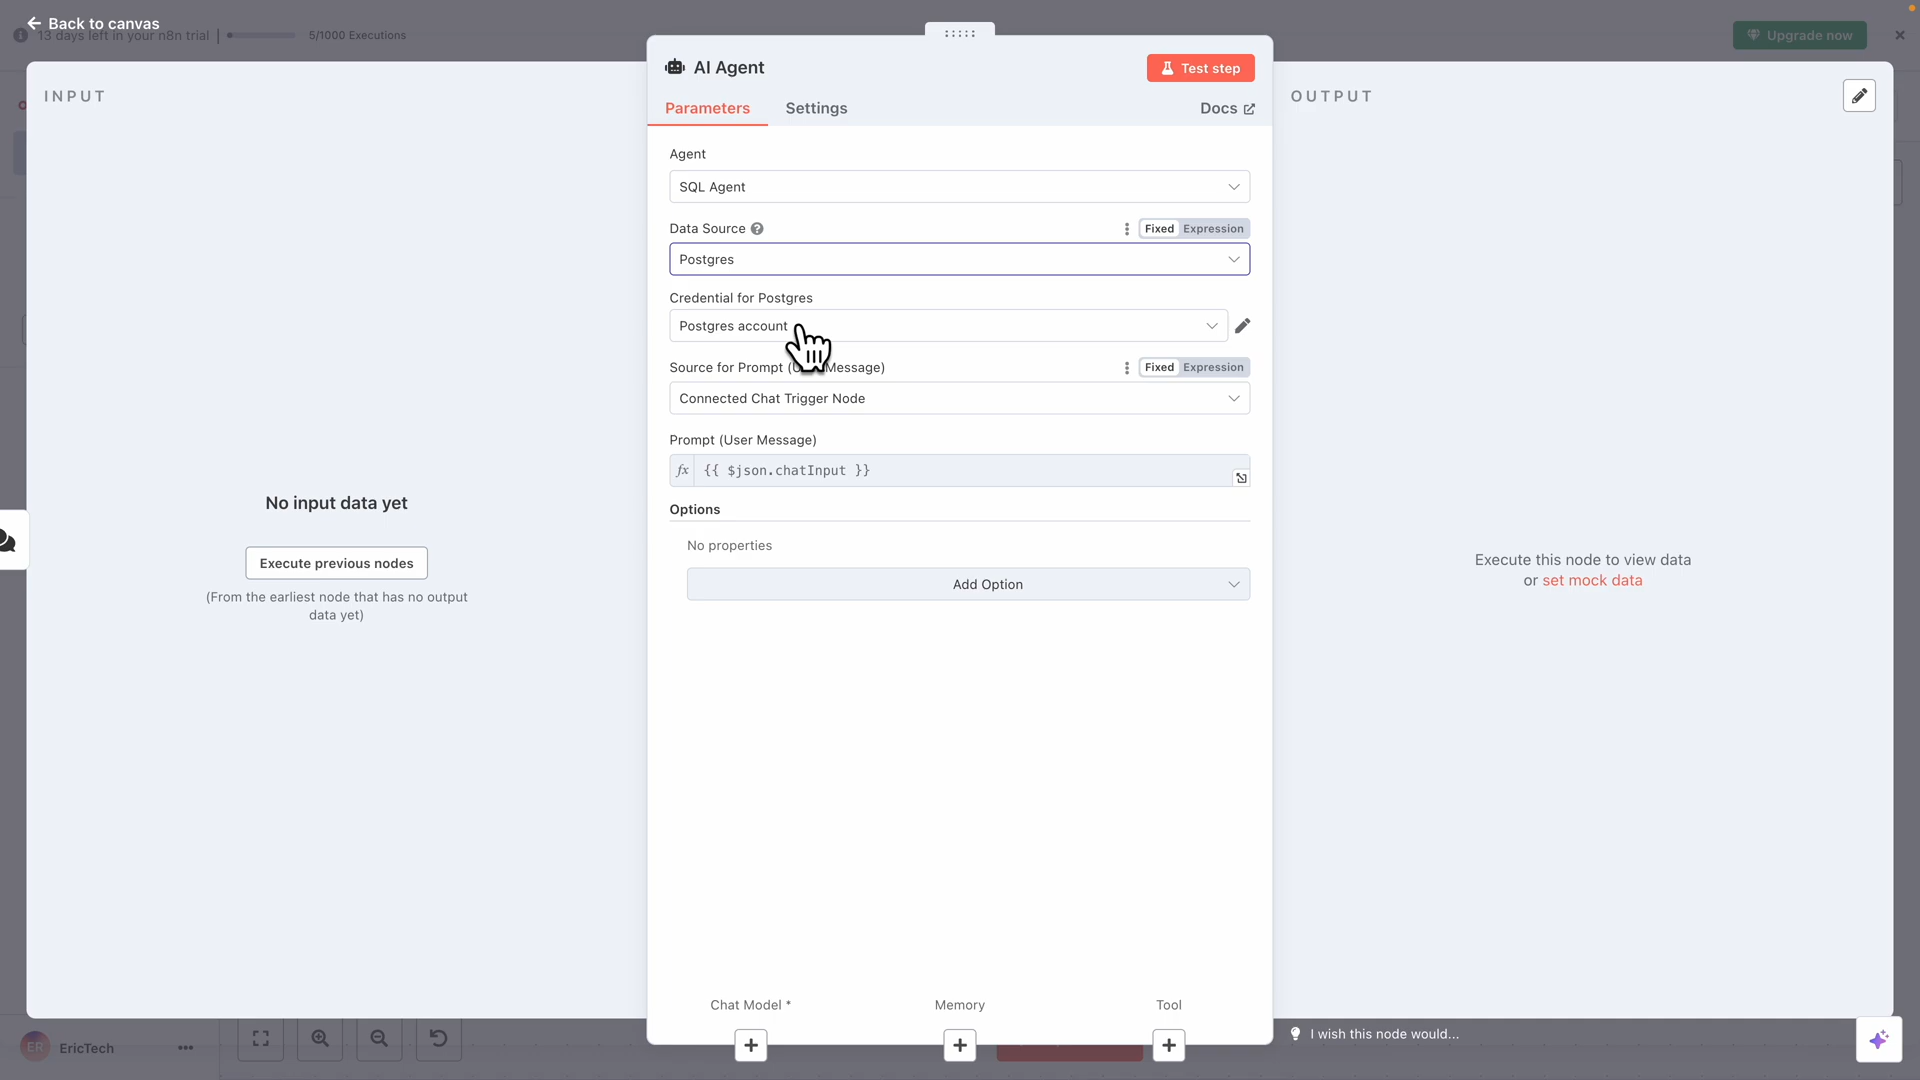 Back to canvas
13 days left in your n8n trial
5/1000 Executions
Upgrade now
INPUT
AI Agent
Test step
OUTPUT
Parameters
Settings
Docs
Agent
SQL Agent
Data Source
Fixed
Expression
Postgres
Credential for Postgres
Postgres account
Source for Prompt (User Message)
Fixed
Expression
Connected Chat Trigger Node
Prompt (User Message)
fx
{{ $json.chatInput }}
Options
No properties
Add Option
No input data yet
Execute previous nodes
(From the earliest node that has no output
data yet)
Execute this node to view data
or set mock data
Chat Model *
Memory
Tool
I wish this node would...
ER
EricTech